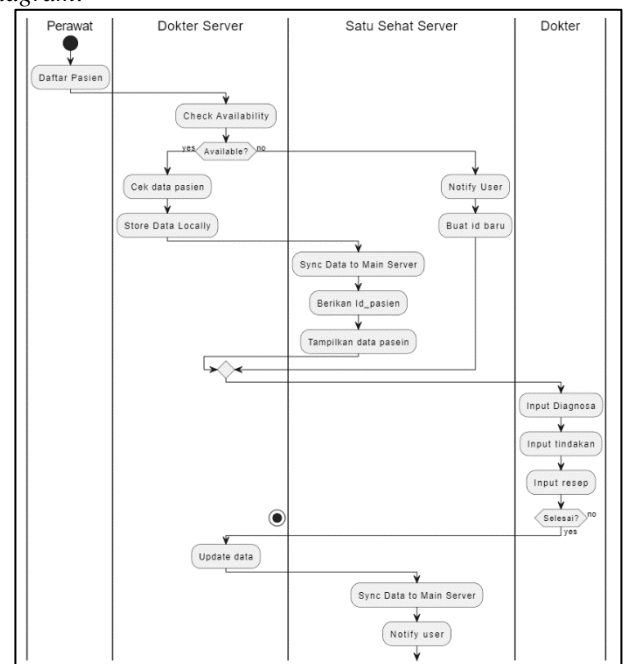 diagram.
Perawat
Dokter Server
Satu Sehat Server
Dokter
Daftar Pasien
Check Availability
yes
Available?
no
Cek data pasien
Notify User
Store Data Locally
Buat id baru
Sync Data to Main Server
Berikan Id_pasien
Tampilkan data pasein
Input Diagnosa
Input tindakan
Input resep
Selesai?
no
yes
Update data
Sync Data to Main Server
Notify user